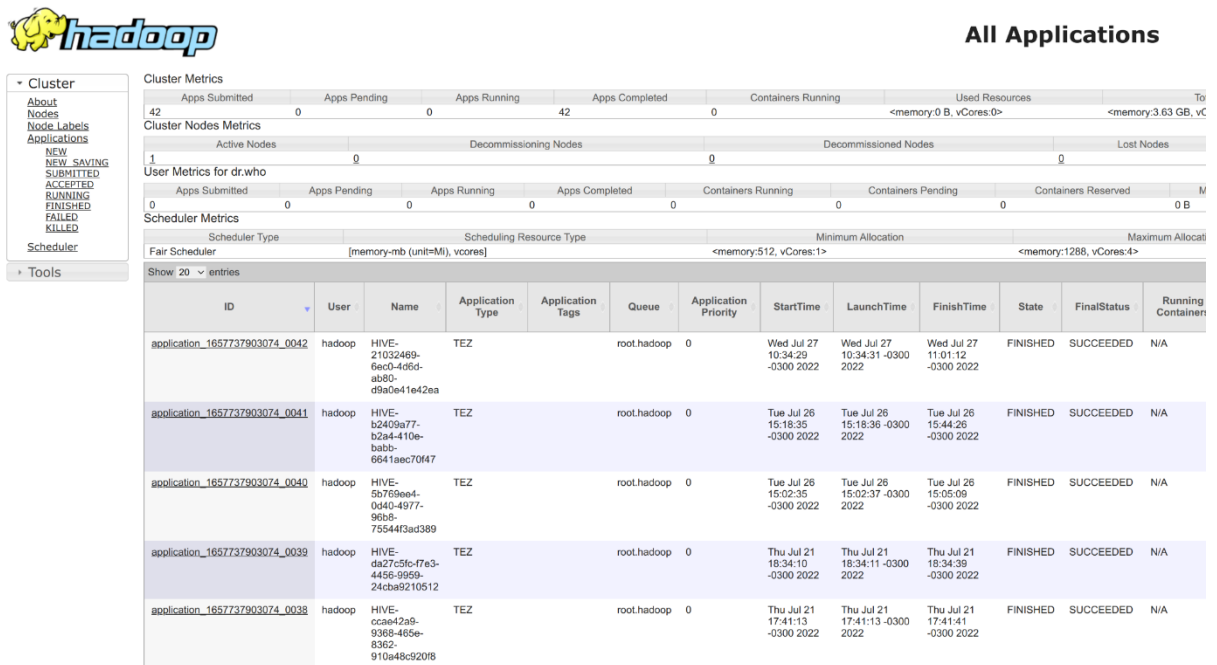 hadoop
All Applications
Cluster
About
Nodes
Node Labels
Applications
NEW
NEW_SAVING
SUBMITTED
ACCEPTED
RUNNING
FINISHED
FAILED
KILLED
Scheduler
Tools
Cluster Metrics
Apps Submitted Apps Pending Apps Running Apps Completed Containers Running Used Resources
42 0 0 42 0 <memory:0 B, vCores:0> <memory:3.63 GB,
Cluster Nodes Metrics
Active Nodes Decommissioning Nodes Decommissioned Nodes Lost Nodes
1 0 0 0
User Metrics for dr.who
Apps Submitted Apps Pending Apps Running Apps Completed Containers Running Containers Pending Containers Reserved
0 0 0 0 0 0 0 0 B
Scheduler Metrics
Scheduler Type Scheduling Resource Type Minimum Allocation Maximum
Fair Scheduler [memory-mb (unit=Mi), vcores] <memory:512, vCores:1> <memory:1288, vCores:4>
Show 20 entries
ID User Name Application Type Application Tags Queue Application Priority StartTime LaunchTime FinishTime State FinalStatus Running Containers
application_1657737903074_0042 hadoop HIVE- TEZ root.hadoop 0 Wed Jul 27 Wed Jul 27 Wed Jul 27 FINISHED SUCCEEDED N/A
21032469- 10:34:29 10:34:31 -0300 11:01:12
6ec0-4d6d- -0300 2022 2022 -0300 2022
ab80-
d9a0e41e42ea
application_1657737903074_0041 hadoop HIVE- TEZ root.hadoop 0 Tue Jul 26 Tue Jul 26 Tue Jul 26 FINISHED SUCCEEDED N/A
b2409a77- 15:18:35 15:18:36 -0300 15:44:26
b2a4-410e- -0300 2022 2022 -0300 2022
babb-
6641aec70f47
application_1657737903074_0040 hadoop HIVE- TEZ root.hadoop 0 Tue Jul 26 Tue Jul 26 Tue Jul 26 FINISHED SUCCEEDED N/A
5b769ee4- 15:02:35 15:02:37 -0300 15:05:09
0d40-4977- -0300 2022 2022 -0300 2022
96b8-
75544f3ad389
application_1657737903074_0039 hadoop HIVE- TEZ root.hadoop 0 Thu Jul 21 Thu Jul 21 Thu Jul 21 FINISHED SUCCEEDED N/A
da27c5fc-f7e3- 18:34:10 18:34:11 -0300 18:34:39
4456-9959- -0300 2022 2022 -0300 2022
24cba9210512
application_1657737903074_0038 hadoop HIVE- TEZ root.hadoop 0 Thu Jul 21 Thu Jul 21 Thu Jul 21 FINISHED SUCCEEDED N/A
ccae42a9- 17:41:13 17:41:13 -0300 17:41:41
9368-465e- -0300 2022 2022 -0300 2022
8362-
910a48c920f8